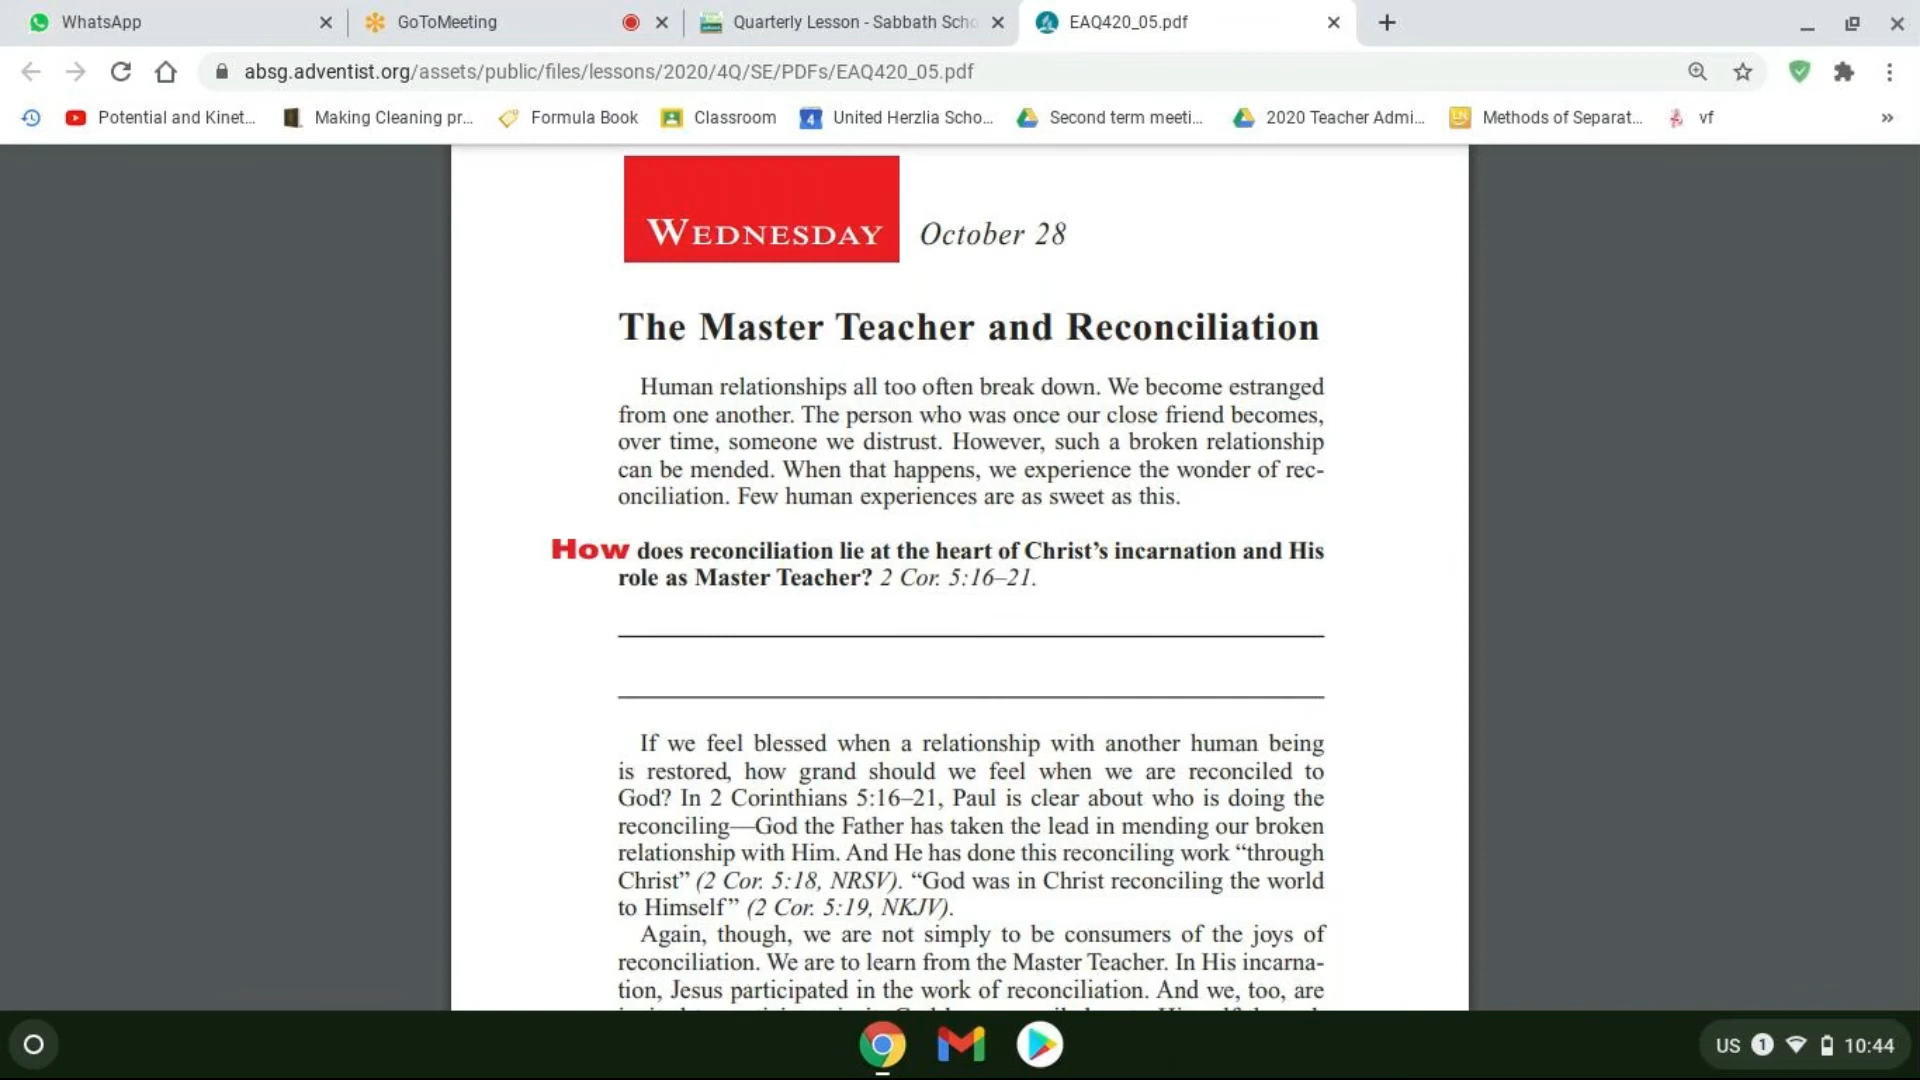 WhatsApp
GoToMeeting
Quarterly Lesson - Sabbath Scho
EAQ420_05.pdf
absg.adventist.org/assets/public/files/lessons/2020/4Q/SE/PDFs/EAQ420_05.pdf
Potential and Kinet...
Making Cleaning pr...
Formula Book
Classroom
4
United Herzlia Scho...
Second term meeti...
2020 Teacher Admi...
Methods of Separat...
vf
WEDNESDAY
October 28
The Master Teacher and Reconciliation
Human relationships all too often break down. We become estranged
from one another. The person who was once our close friend becomes,
over time, someone we distrust. However, such a broken relationship
can be mended. When that happens, we experience the wonder of rec-
onciliation. Few human experiences are as sweet as this.
How does reconciliation lie at the heart of Christ’s incarnation and His
role as Master Teacher? 2 Cor. 5:16–21.
If we feel blessed when a relationship with another human being
is restored, how grand should we feel when we are reconciled to
God? In 2 Corinthians 5:16–21, Paul is clear about who is doing the
reconciling—God the Father has taken the lead in mending our broken
relationship with Him. And He has done this reconciling work “through
Christ” (2 Cor. 5:18, NRSV). “God was in Christ reconciling the world
to Himself” (2 Cor. 5:19, NKJV).
Again, though, we are not simply to be consumers of the joys of
reconciliation. We are to learn from the Master Teacher. In His incarna-
tion, Jesus participated in the work of reconciliation. And we, too, are
US
1
10:44